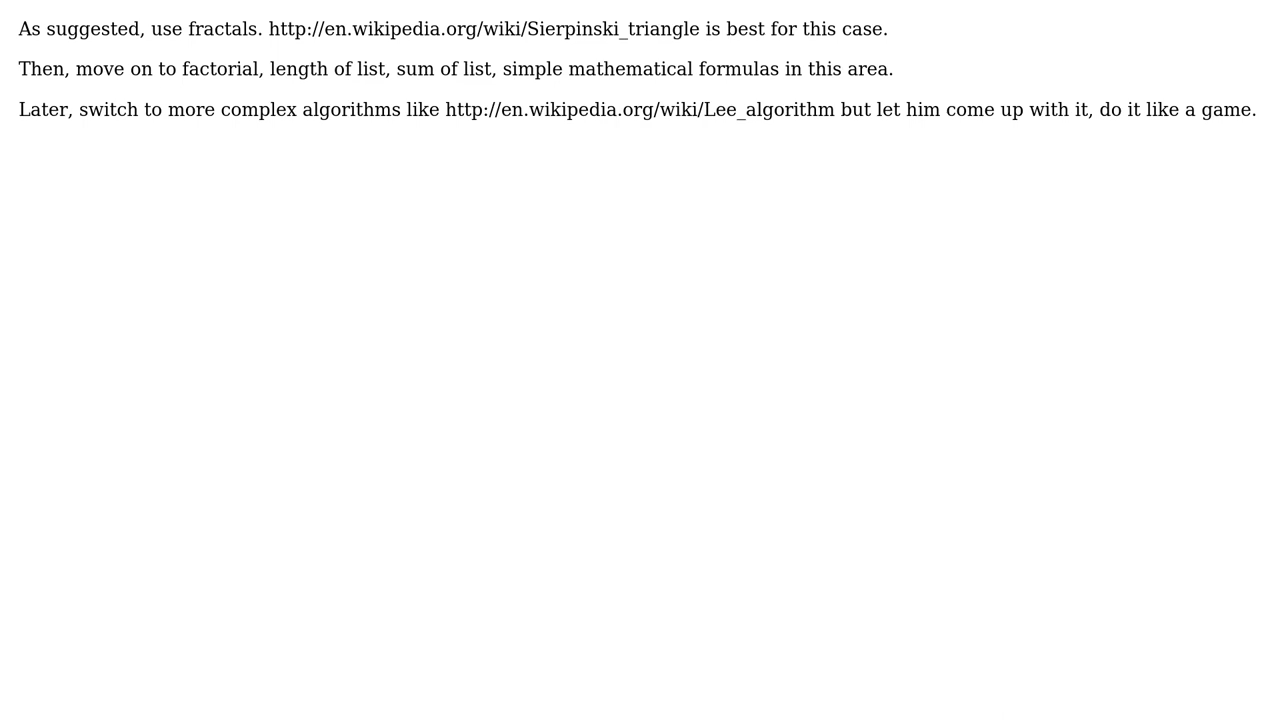 As suggested, use fractals. http://en.wikipedia.org/wiki/Sierpinski_triangle is best for this case.
Then, move on to factorial, length of list, sum of list, simple mathematical formulas in this area.
Later, switch to more complex algorithms like http://en.wikipedia.org/wiki/Lee_algorithm but let him come up with it, do it like a game.